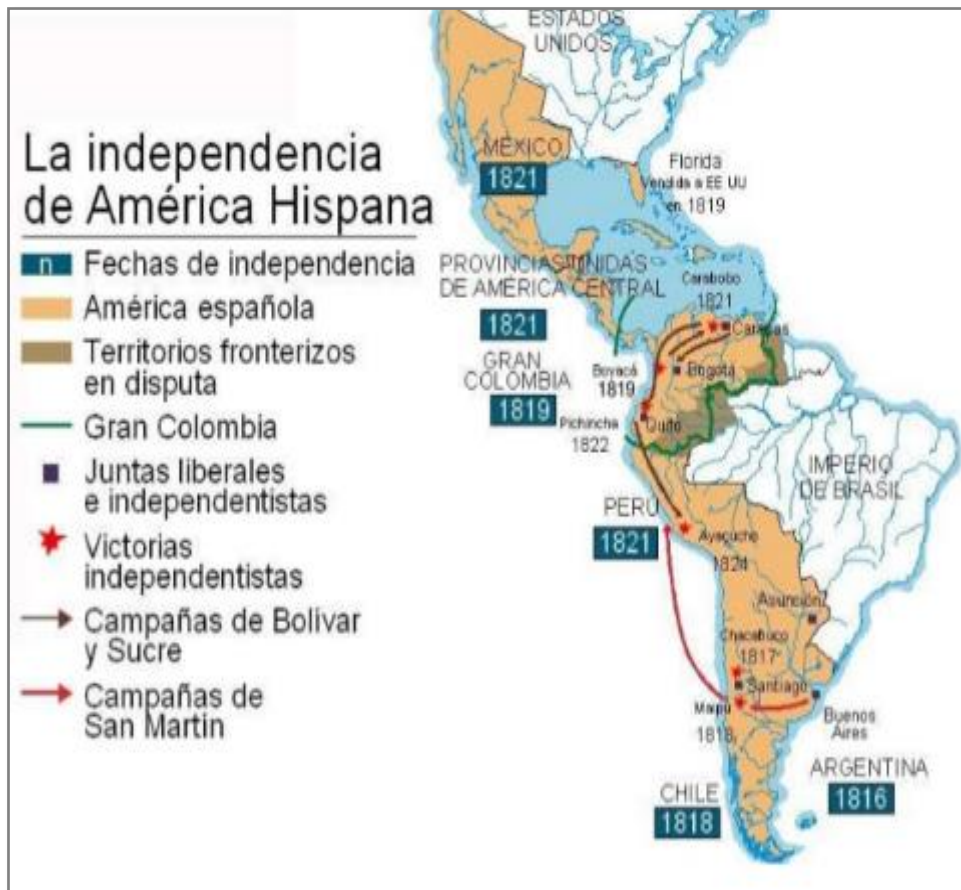 La independencia
de América Hispana
n Fechas de independencia
América española
Territorios fronterizos
en disputa
Gran Colombia
Juntas liberales
e independentistas
Victorias
independentistas
Campañas de Bolivar
y Sucre
Campañas de
San Martin
ESTADOS
UNIDOS
MÉXICO
1821
Florida
Vendida a EE UU
en 1819
PROVINCIAS UNIDAS
DE AMÉRICA CENTRAL
1821
Carabobo
1821
Caracas
GRAN
COLOMBIA
1819
Boyacá
1819
Bogotá
Pichincha
1822
Quito
IMPERIO
DE BRASIL
PERÚ
1821
Ayacucho
1824
Asunción
Chacabuco
1817
Santiago
Maipú
1818
Buenos
Aires
ARGENTINA
1816
CHILE
1818